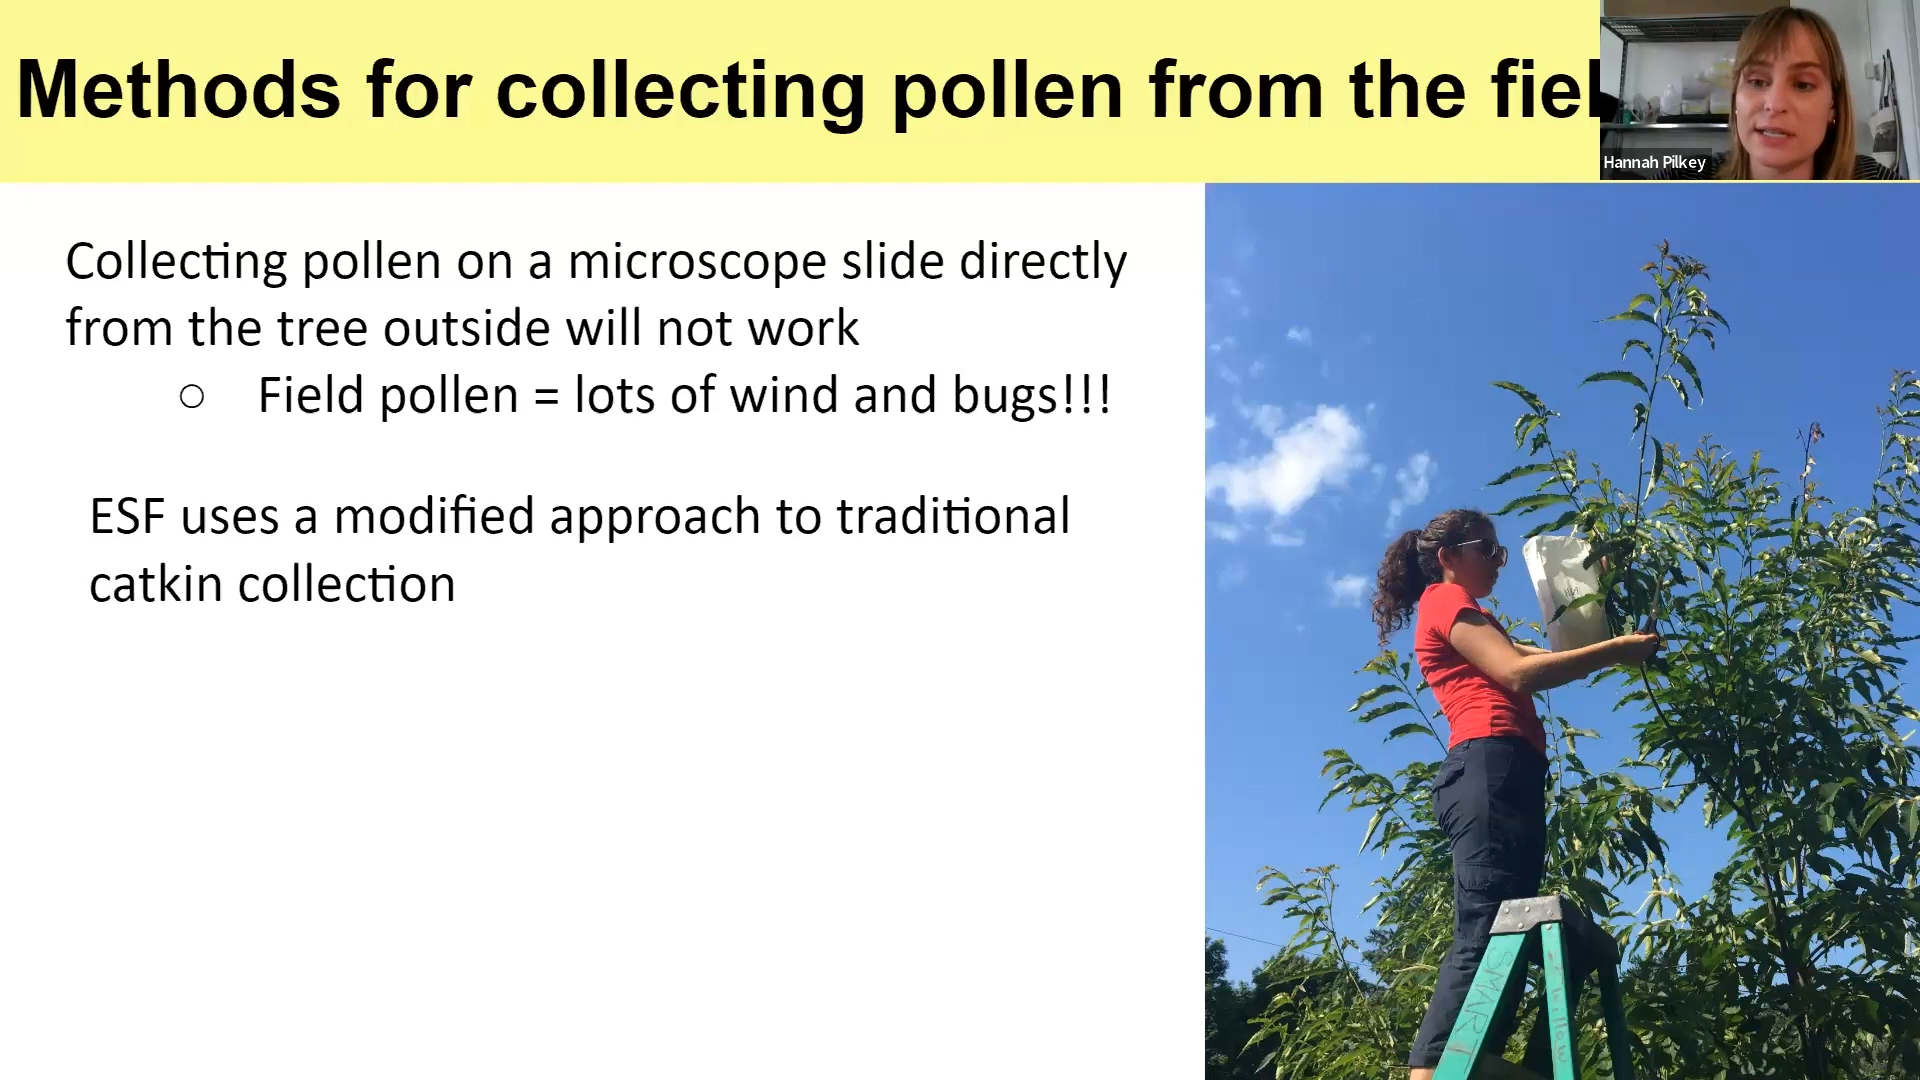 Methods for collecting pollen from the fiel
Hannah Pilkey
Collecting pollen on a microscope slide directly
from the tree outside will not work
○ Field pollen = lots of wind and bugs!!!
ESF uses a modified approach to traditional
catkin collection
SMART